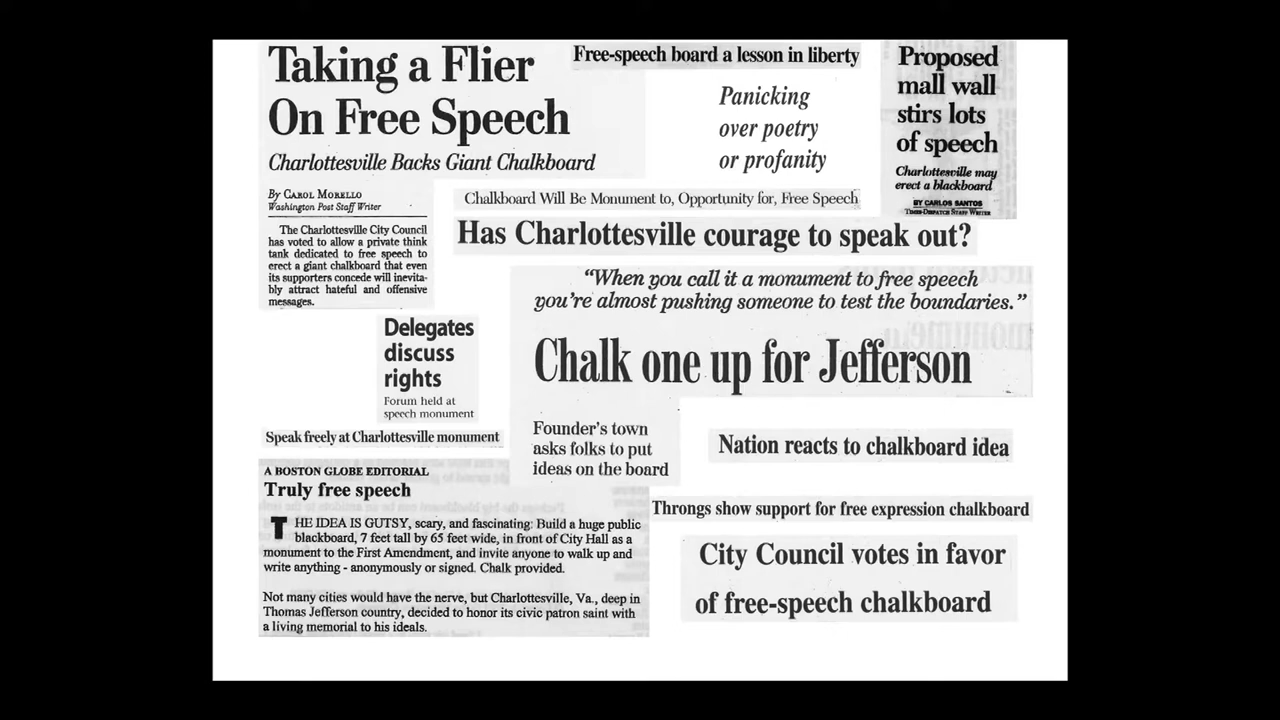 Taking a Flier
On Free Speech
Charlottesville Backs Giant Chalkboard
By CAROL MORELLO
Washington Post Staff Writer
The Charlottesville City Council
has voted to allow a private think
tank dedicated to free speech to
erect a giant chalkboard that even
its supporters concede will inevita-
bly attract hateful and offensive
messages.
Free-speech board a lesson in liberty
Panicking
over poetry
or profanity
Proposed
mall wall
stirs lots
of speech
Charlottesville may
erect a blackboard
BY CARLOS SANTOS
TIMES-DISPATCH STAFF WRITER
Chalkboard Will Be Monument to, Opportunity for, Free Speech
Has Charlottesville courage to speak out?
“When you call it a monument to free speech
you’re almost pushing someone to test the boundaries.”
Chalk one up for Jefferson
Founder’s town
asks folks to put
ideas on the board
Delegates
discuss
rights
Forum held at
speech monument
Speak freely at Charlottesville monument
Nation reacts to chalkboard idea
A BOSTON GLOBE EDITORIAL
Truly free speech
THE IDEA IS GUTSY, scary, and fascinating: Build a huge public
blackboard, 7 feet tall by 65 feet wide, in front of City Hall as a
monument to the First Amendment, and invite anyone to walk up and
write anything - anonymously or signed. Chalk provided.
Not many cities would have the nerve, but Charlottesville, Va., deep in
Thomas Jefferson country, decided to honor its civic patron saint with
a living memorial to his ideals.
Throngs show support for free expression chalkboard
City Council votes in favor
of free-speech chalkboard